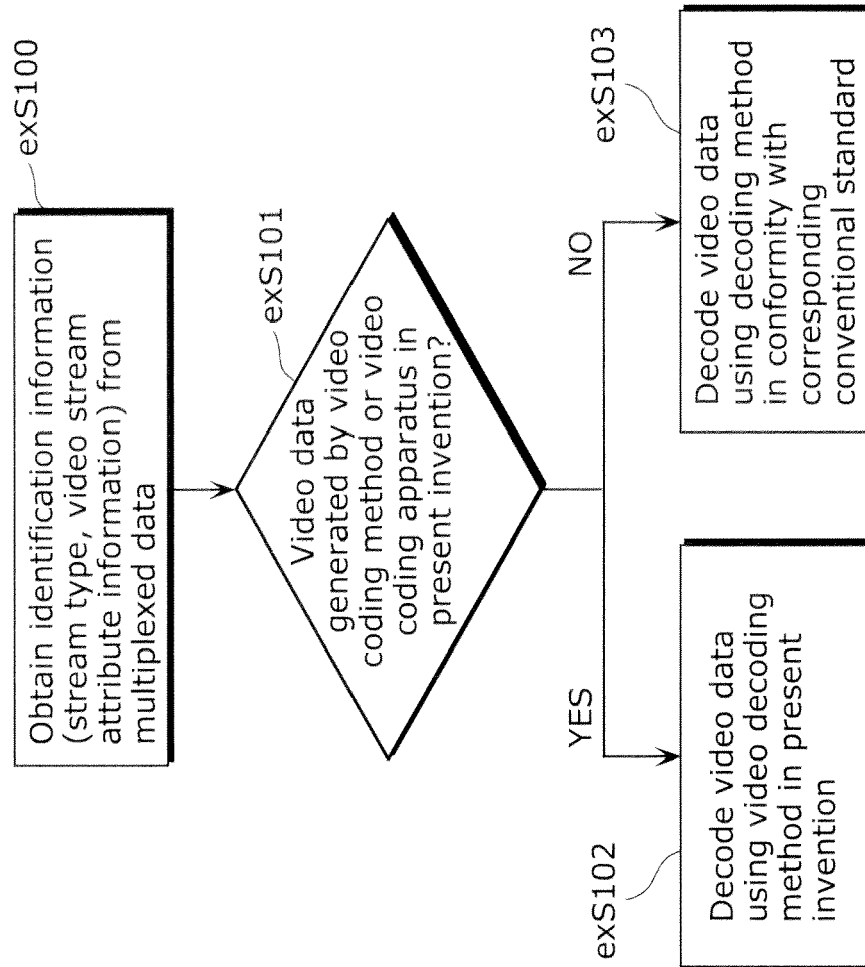 exS100
Obtain identification information
(stream type, video stream
attribute information) from
multiplexed data
exS101
Video data
generated by video
coding method or video
coding apparatus in
present invention?
YES
NO
exS102
Decode video data
using video decoding
method in present
invention
exS103
Decode video data
using decoding method
in conformity with
corresponding
conventional standard